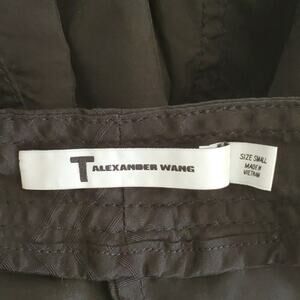 T ALEXANDER WANG
SIZE SMALL
MADE IN
VIETNAM